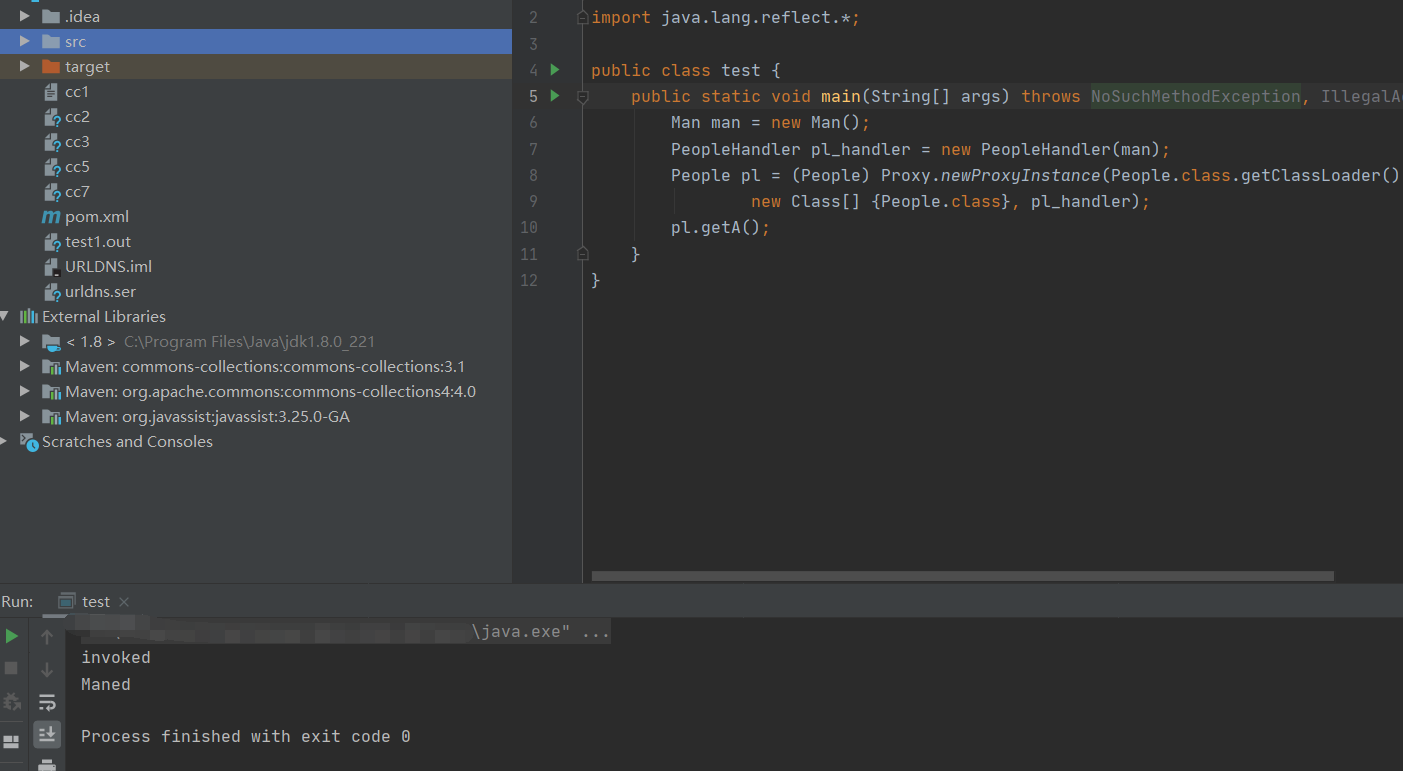 .idea
src
target
cc1
cc2
cc3
cc5
cc7
pom.xml
test1.out
URLDNS.iml
urldns.ser
External Libraries
< 1.8 > C:\Program Files\Java\jdk1.8.0_221
Maven: commons-collections:commons-collections:3.1
Maven: org.apache.commons:commons-collections4:4.0
Maven: org.javassist:javassist:3.25.0-GA
Scratches and Consoles
2 import java.lang.reflect.*;
3
4 public class test {
5 public static void main(String[] args) throws NoSuchMethodException, IllegalAc
6 Man man = new Man();
7 PeopleHandler pl_handler = new PeopleHandler(man);
8 People pl = (People) Proxy.newProxyInstance(People.class.getClassLoader()
9 new Class[] {People.class}, pl_handler);
10 pl.getA();
11 }
12 }
Run: test
\java.exe" ...
invoked
Maned
Process finished with exit code 0